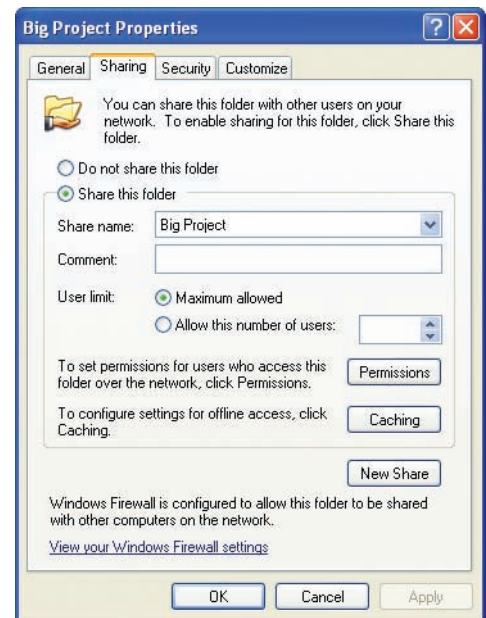 Big Project Properties
General Sharing Security Customize
You can share this folder with other users on your
network. To enable sharing for this folder, click Share this
folder.
Do not share this folder
Share this folder
Share name: Big Project
Comment:
User limit: Maximum allowed
Allow this number of users:
To set permissions for users who access this
folder over the network, click Permissions.
Permissions
To configure settings for offline access, click
Caching.
Caching
New Share
Windows Firewall is configured to allow this folder to be shared
with other computers on the network.
View your Windows Firewall settings
OK Cancel Apply